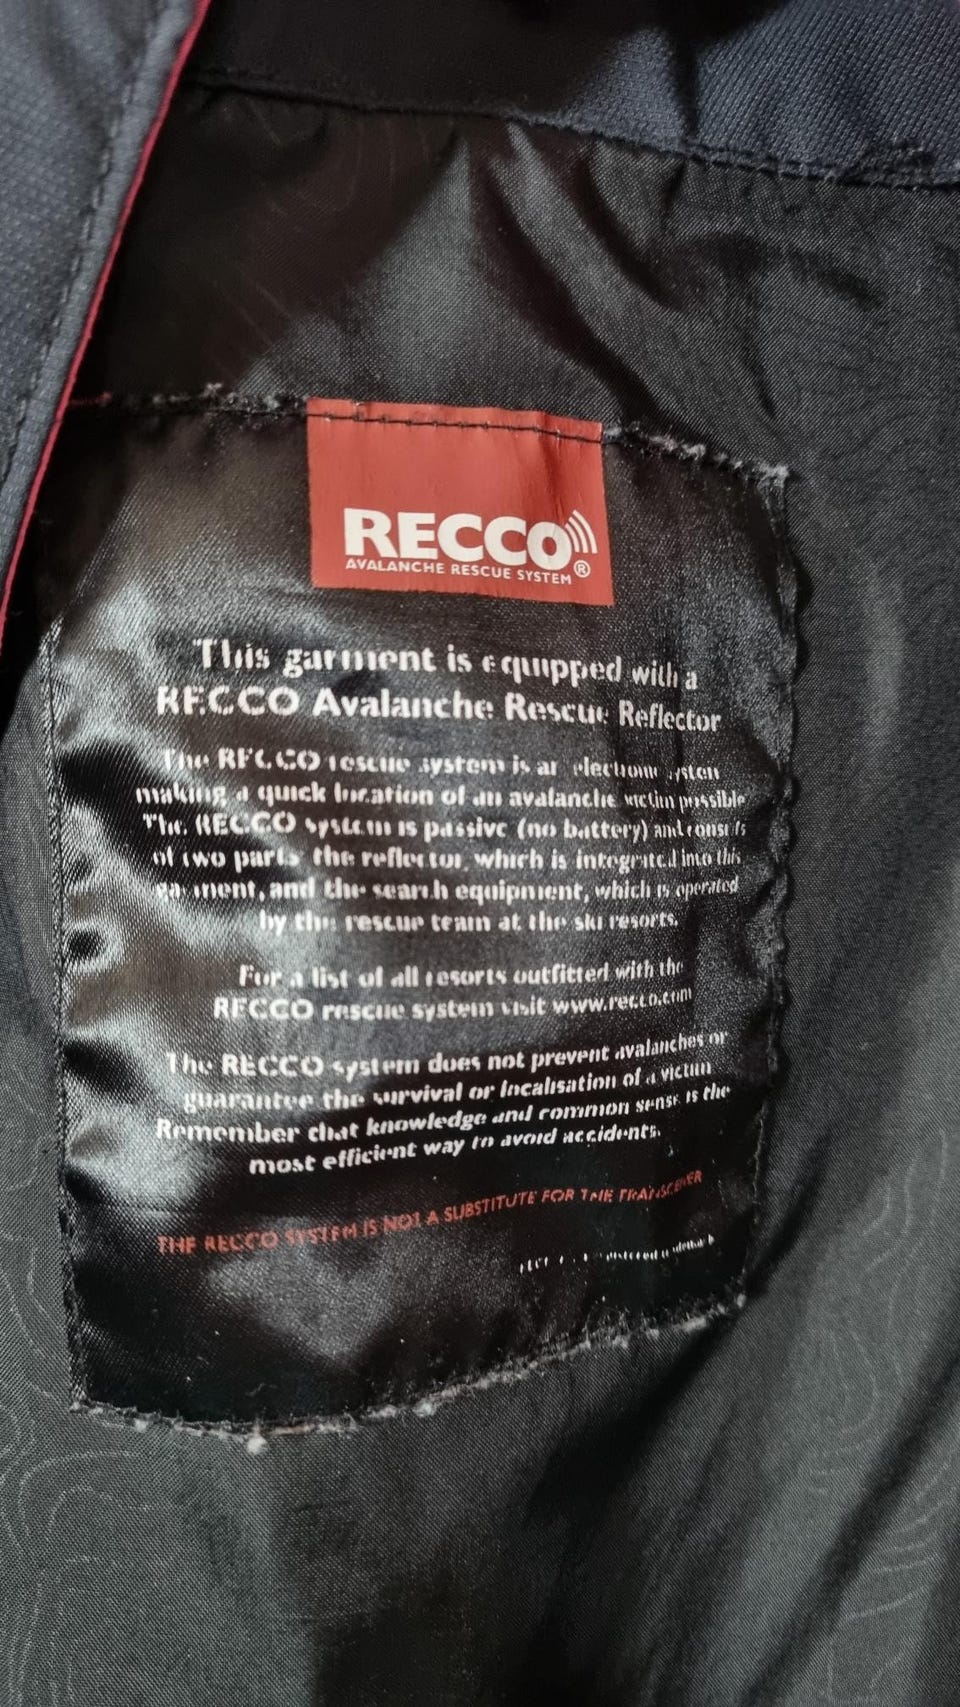 RECCO®
AVALANCHE RESCUE SYSTEM
This garment is equipped with a
RECCO Avalanche Rescue Reflector
The RECCO rescue system is an electronic system
making a quick location of an avalanche victim possible
The RECCO system is passive (no battery) and consists
of two parts the reflector, which is integrated into this
garment, and the search equipment, which is operated
by the rescue team at the ski resorts.
For a list of all resorts outfitted with the
RECCO rescue system visit www.recco.com
The RECCO system does not prevent avalanches or
guarantee the survival or localisation of a victim
Remember that knowledge and common sense is the
most efficient way to avoid accidents.
THE RECCO SYSTEM IS NOT A SUBSTITUTE FOR THE TRANSCEIVER